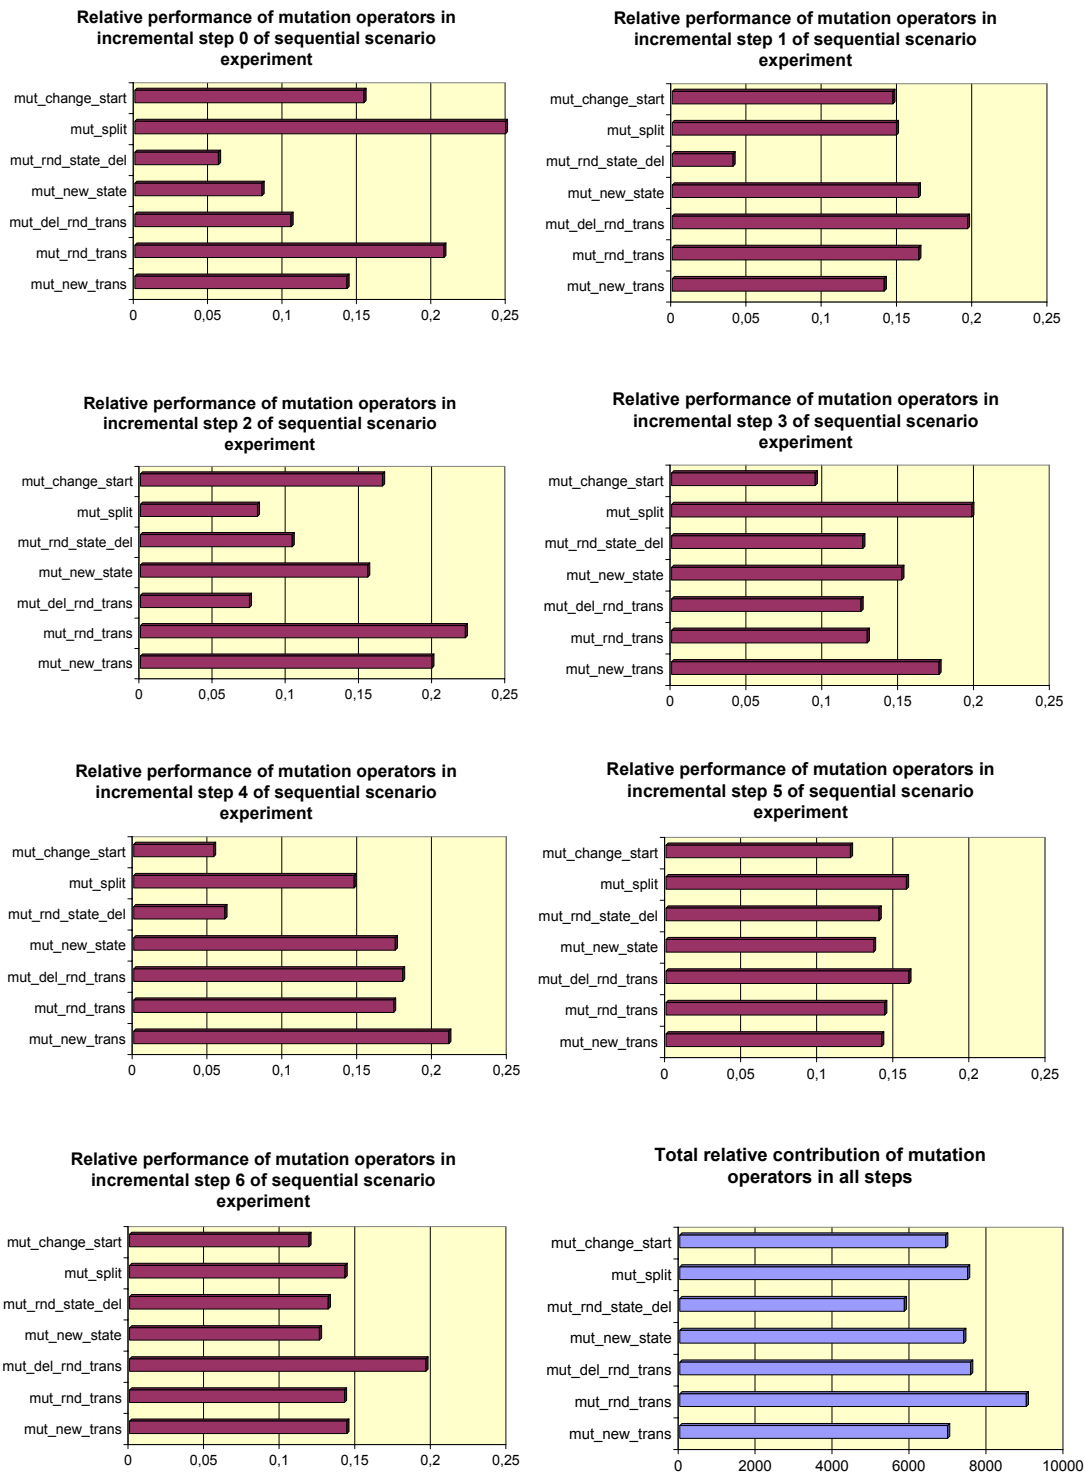 Relative performance of mutation operators in
incremental step 0 of sequential scenario
experiment
mut_change_start
mut_split
mut_rnd_state_del
mut_new_state
mut_del_rnd_trans
mut_rnd_trans
mut_new_trans
0 0,05 0,1 0,15 0,2 0,25
Relative performance of mutation operators in
incremental step 1 of sequential scenario
experiment
mut_change_start
mut_split
mut_rnd_state_del
mut_new_state
mut_del_rnd_trans
mut_rnd_trans
mut_new_trans
0 0,05 0,1 0,15 0,2 0,25
Relative performance of mutation operators in
incremental step 2 of sequential scenario
experiment
mut_change_start
mut_split
mut_rnd_state_del
mut_new_state
mut_del_rnd_trans
mut_rnd_trans
mut_new_trans
0 0,05 0,1 0,15 0,2 0,25
Relative performance of mutation operators in
incremental step 3 of sequential scenario
experiment
mut_change_start
mut_split
mut_rnd_state_del
mut_new_state
mut_del_rnd_trans
mut_rnd_trans
mut_new_trans
0 0,05 0,1 0,15 0,2 0,25
Relative performance of mutation operators in
incremental step 4 of sequential scenario
experiment
mut_change_start
mut_split
mut_rnd_state_del
mut_new_state
mut_del_rnd_trans
mut_rnd_trans
mut_new_trans
0 0,05 0,1 0,15 0,2 0,25
Relative performance of mutation operators in
incremental step 5 of sequential scenario
experiment
mut_change_start
mut_split
mut_rnd_state_del
mut_new_state
mut_del_rnd_trans
mut_rnd_trans
mut_new_trans
0 0,05 0,1 0,15 0,2 0,25
Relative performance of mutation operators in
incremental step 6 of sequential scenario
experiment
mut_change_start
mut_split
mut_rnd_state_del
mut_new_state
mut_del_rnd_trans
mut_rnd_trans
mut_new_trans
0 0,05 0,1 0,15 0,2 0,25
Total relative contribution of mutation
operators in all steps
mut_change_start
mut_split
mut_rnd_state_del
mut_new_state
mut_del_rnd_trans
mut_rnd_trans
mut_new_trans
0 2000 4000 6000 8000 10000